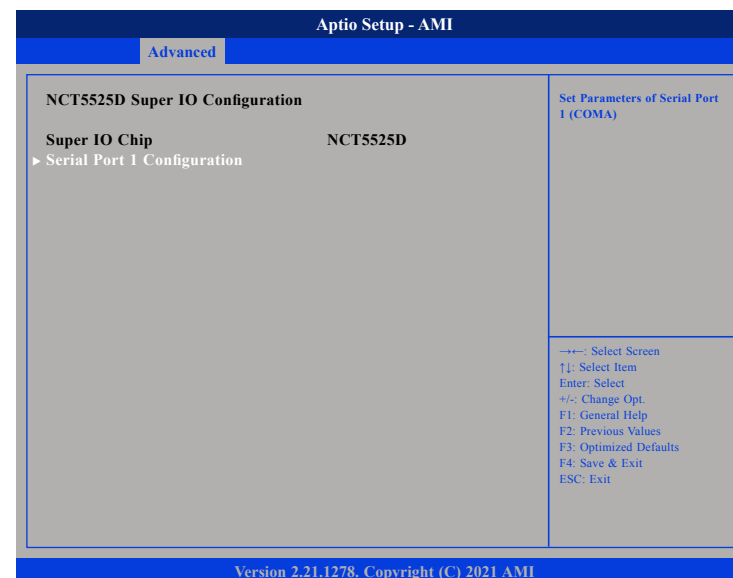 Aptio Setup - AMI
Advanced
NCT5525D Super IO Configuration
Super IO Chip NCT5525D
▶ Serial Port 1 Configuration
Set Parameters of Serial Port
1 (COMA)
→←: Select Screen
↑↓: Select Item
Enter: Select
+/-: Change Opt.
F1: General Help
F2: Previous Values
F3: Optimized Defaults
F4: Save & Exit
ESC: Exit
Version 2.21.1278. Copyright (C) 2021 AMI